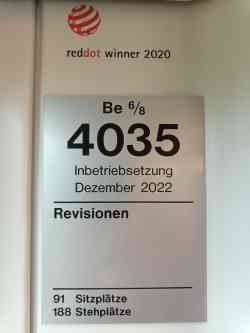 reddot winner 2020
Be 6/8
4035
Inbetriebsetzung
Dezember 2022
Revisionen
91 Sitzplätze
188 Stehplätze